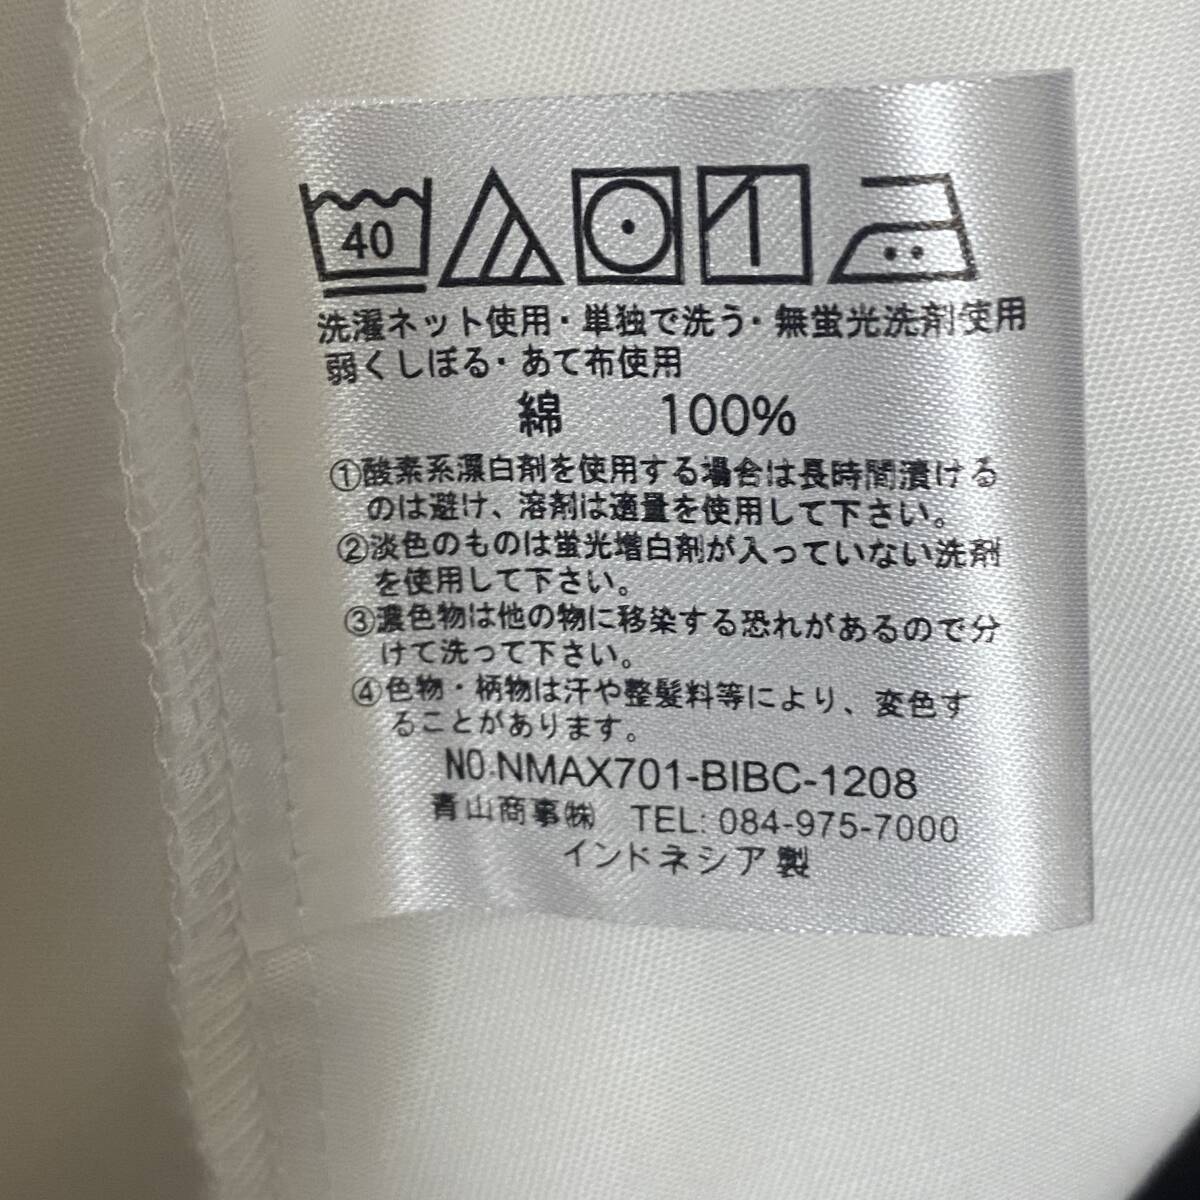 40
洗濯ネット使用・単独で洗う・無蛍光洗剤使用
弱くしぼる・あて布使用
綿 100%
①酸素系漂白剤を使用する場合は長時間漬ける
のは避け、溶剤は適量を使用して下さい。
②淡色のものは蛍光増白剤が入っていない洗剤
を使用して下さい。
③濃色物は他の物に移染する恐れがあるので分
けて洗って下さい。
④色物・柄物は汗や整髪料等により、変色す
ることがあります。
NO.NMAX701-BIBC-1208
青山商事㈱ TEL: 084-975-7000
インドネシア製